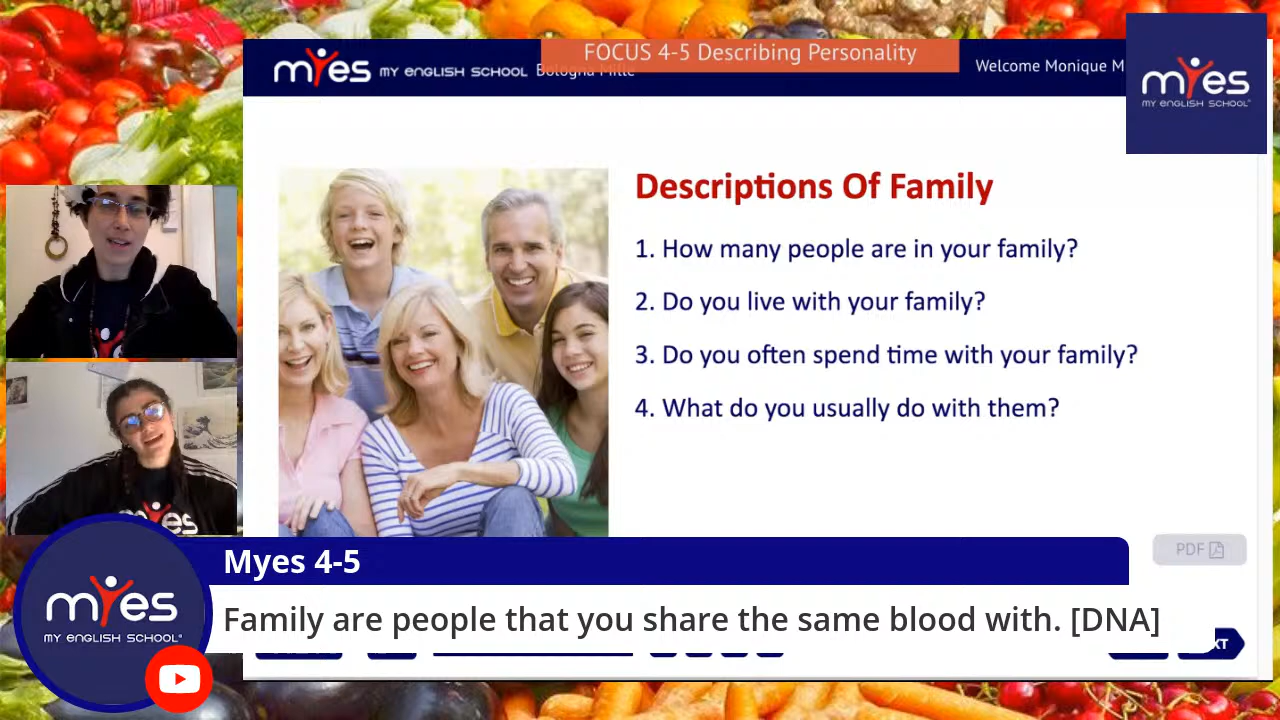 FOCUS 4-5 Describing Personality
myes MY ENGLISH SCHOOL Bologna Mille
Welcome Monique M
myes
MY ENGLISH SCHOOL
Descriptions Of Family
1. How many people are in your family?
2. Do you live with your family?
3. Do you often spend time with your family?
4. What do you usually do with them?
PDF
Myes 4-5
Family are people that you share the same blood with. [DNA]
myes
MY ENGLISH SCHOOL
XT